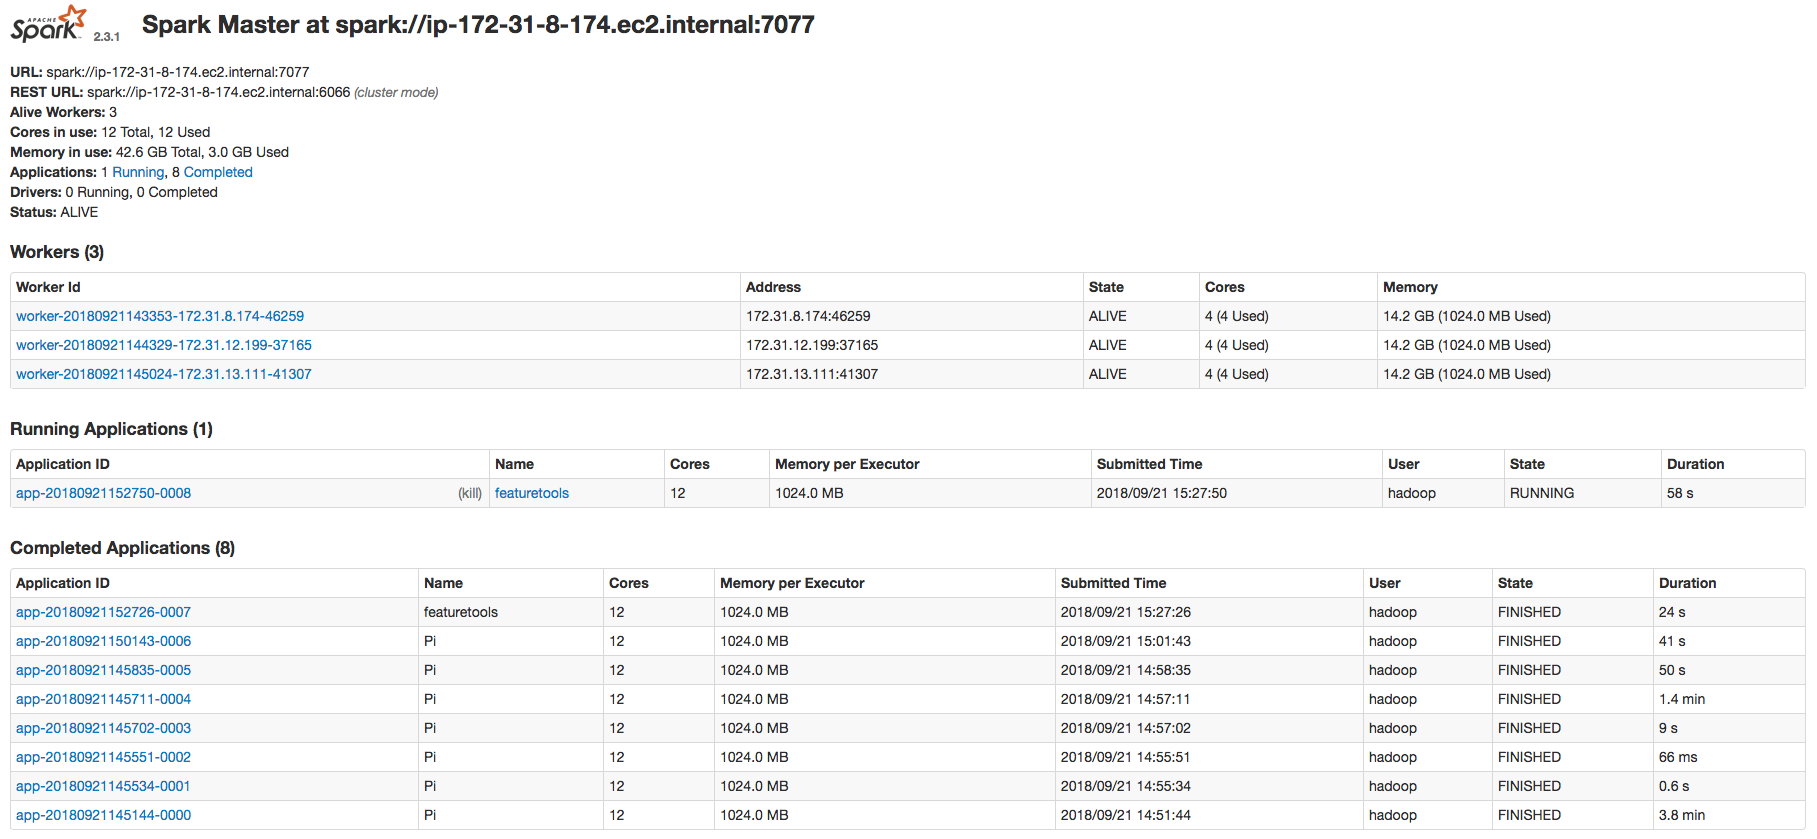 APACHE Spark 2.3.1 Spark Master at spark://ip-172-31-8-174.ec2.internal:7077
URL: spark://ip-172-31-8-174.ec2.internal:7077
REST URL: spark://ip-172-31-8-174.ec2.internal:6066 (cluster mode)
Alive Workers: 3
Cores in use: 12 Total, 12 Used
Memory in use: 42.6 GB Total, 3.0 GB Used
Applications: 1 Running, 8 Completed
Drivers: 0 Running, 0 Completed
Status: ALIVE
Workers (3)
Worker Id Address State Cores Memory
worker-20180921143353-172.31.8.174-46259 172.31.8.174:46259 ALIVE 4 (4 Used) 14.2 GB (1024.0 MB Used)
worker-20180921144329-172.31.12.199-37165 172.31.12.199:37165 ALIVE 4 (4 Used) 14.2 GB (1024.0 MB Used)
worker-20180921145024-172.31.13.111-41307 172.31.13.111:41307 ALIVE 4 (4 Used) 14.2 GB (1024.0 MB Used)
Running Applications (1)
Application ID Name Cores Memory per Executor Submitted Time User State Duration
app-20180921152750-0008 (kill) featuretools 12 1024.0 MB 2018/09/21 15:27:50 hadoop RUNNING 58 s
Completed Applications (8)
Application ID Name Cores Memory per Executor Submitted Time User State Duration
app-20180921152726-0007 featuretools 12 1024.0 MB 2018/09/21 15:27:26 hadoop FINISHED 24 s
app-20180921150143-0006 Pi 12 1024.0 MB 2018/09/21 15:01:43 hadoop FINISHED 41 s
app-20180921145835-0005 Pi 12 1024.0 MB 2018/09/21 14:58:35 hadoop FINISHED 50 s
app-20180921145711-0004 Pi 12 1024.0 MB 2018/09/21 14:57:11 hadoop FINISHED 1.4 min
app-20180921145702-0003 Pi 12 1024.0 MB 2018/09/21 14:57:02 hadoop FINISHED 9 s
app-20180921145551-0002 Pi 12 1024.0 MB 2018/09/21 14:55:51 hadoop FINISHED 66 ms
app-20180921145534-0001 Pi 12 1024.0 MB 2018/09/21 14:55:34 hadoop FINISHED 0.6 s
app-20180921145144-0000 Pi 12 1024.0 MB 2018/09/21 14:51:44 hadoop FINISHED 3.8 min